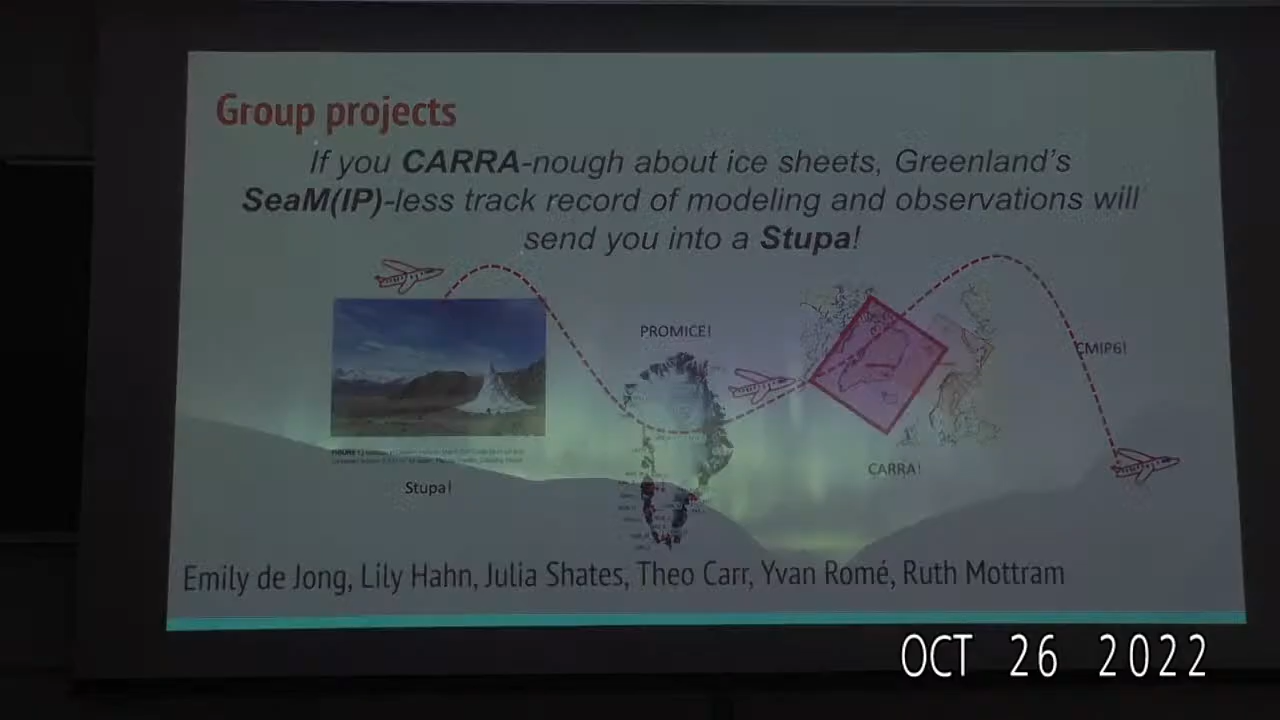 Group projects
If you CARRA-nough about ice sheets, Greenland's
SeaM(IP)-less track record of modeling and observations will
send you into a Stupa!
PROMICE!
CMIP6!
CARRA!
Stupa!
Emily de Jong, Lily Hahn, Julia Shates, Theo Carr, Yvan Romé, Ruth Mottram
OCT 26 2022